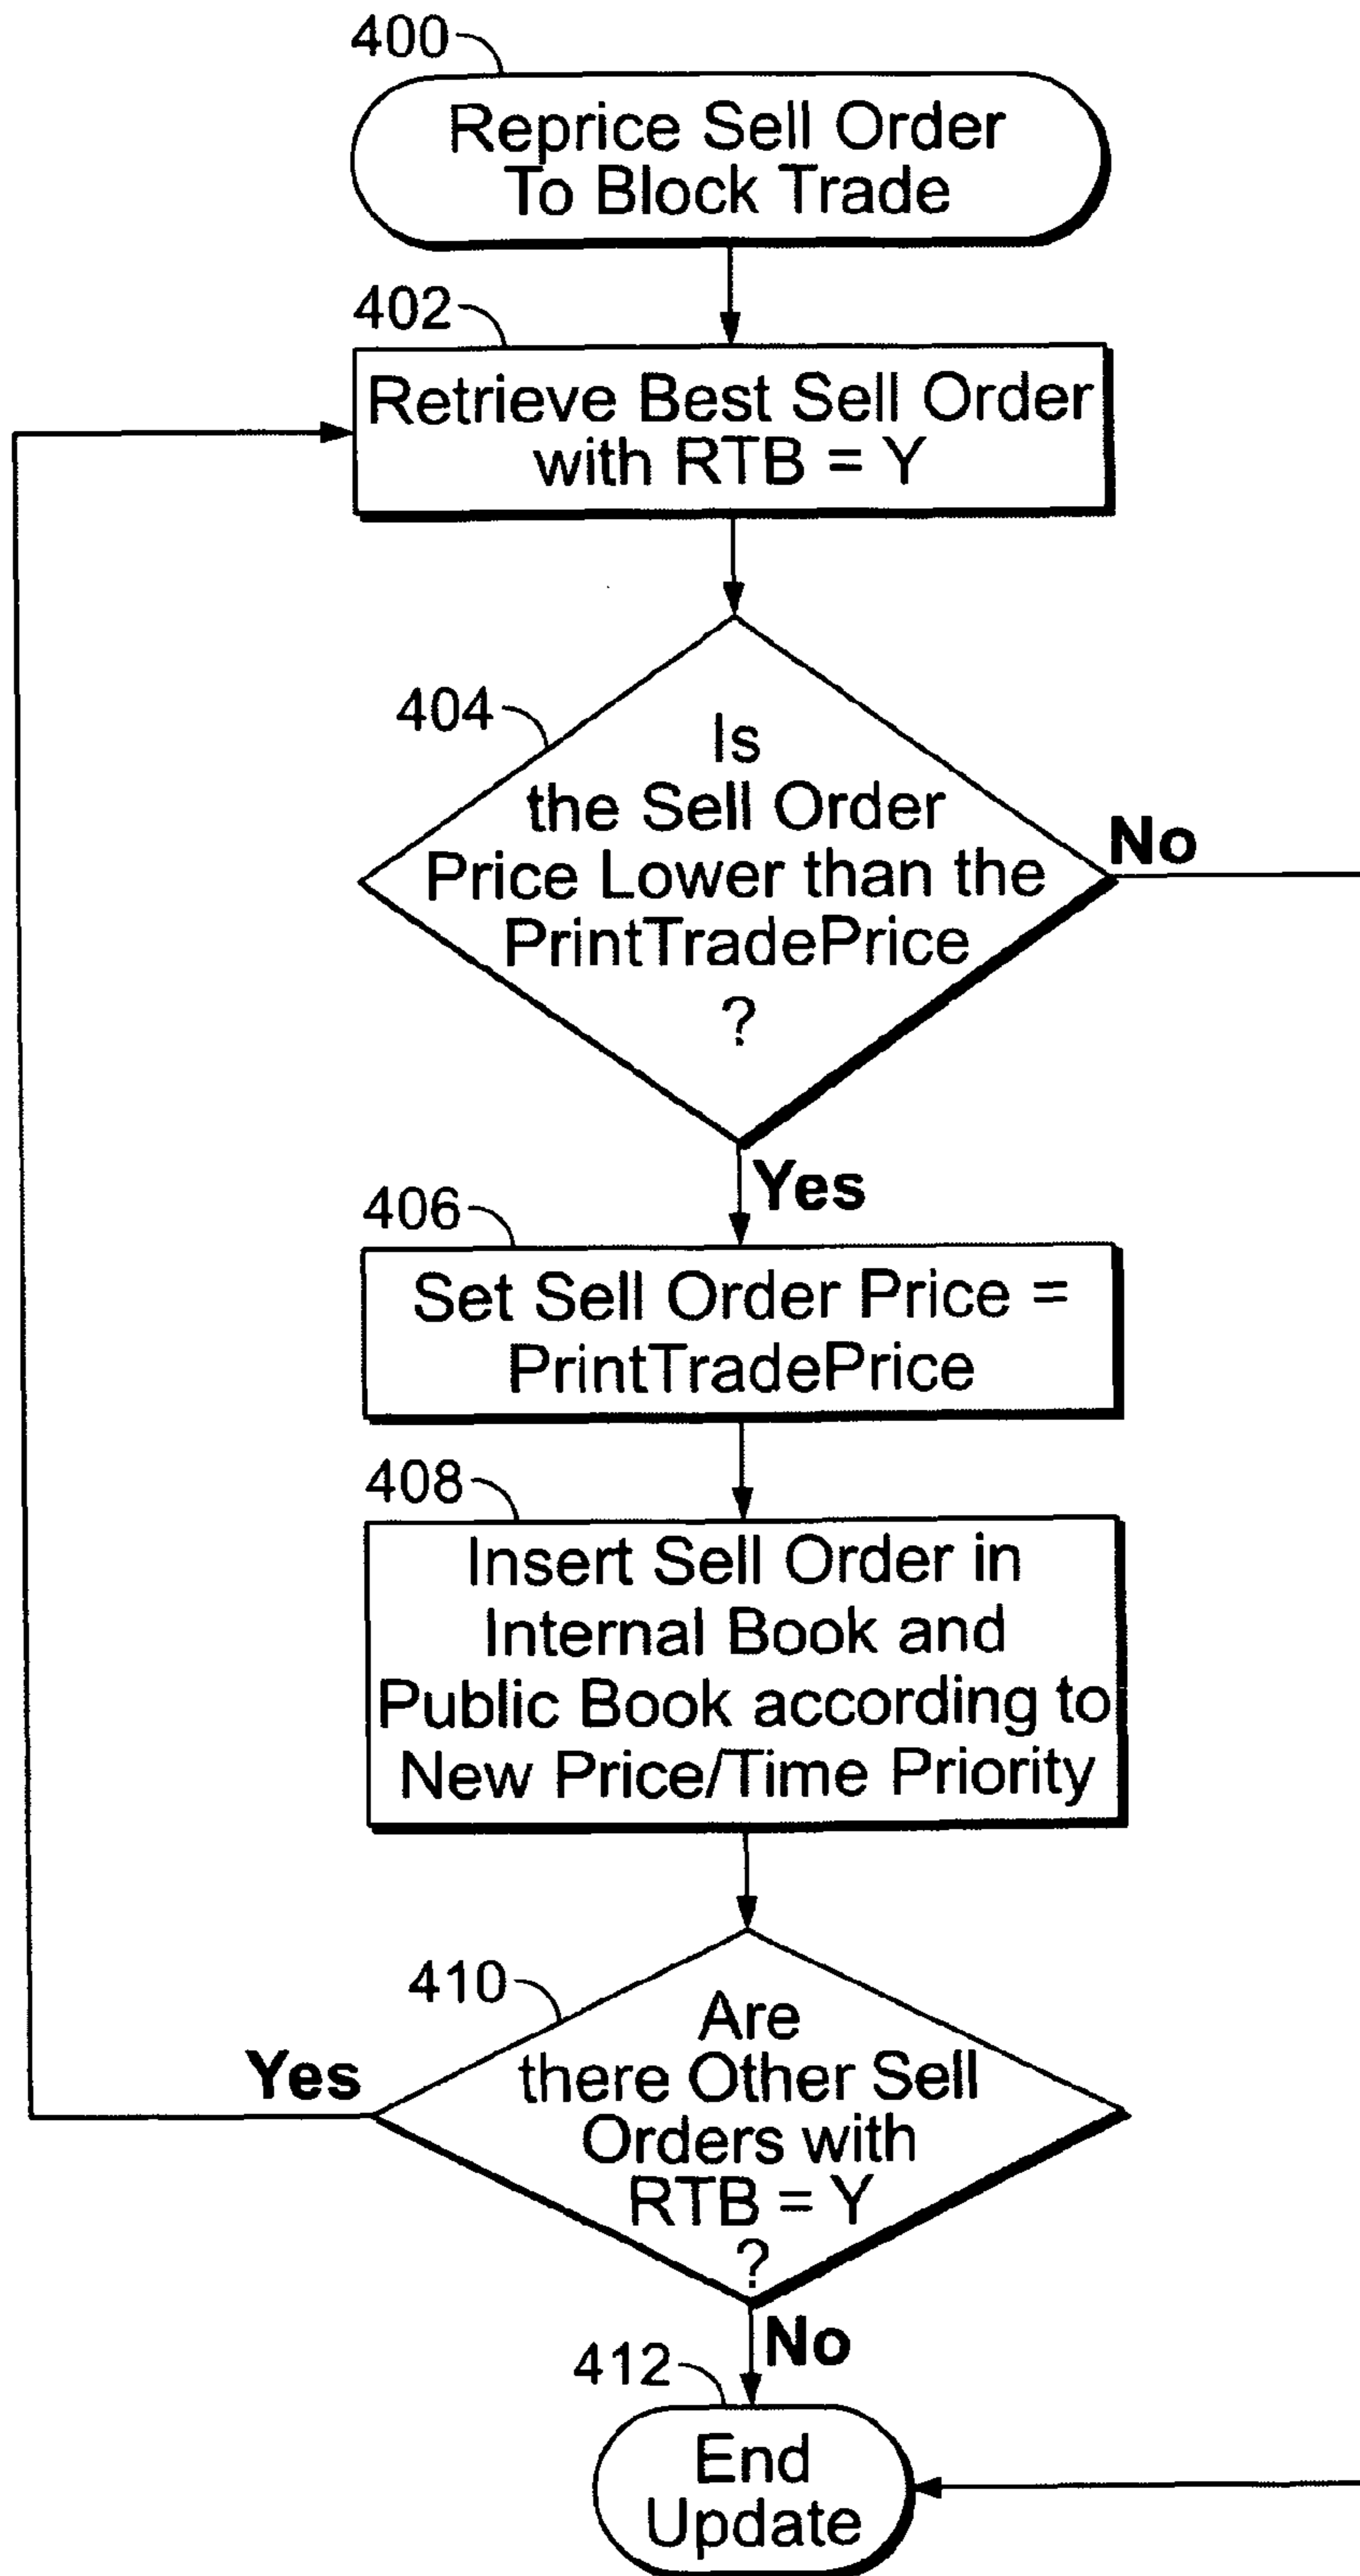 400
Reprice Sell Order
To Block Trade
402
Retrieve Best Sell Order
with RTB = Y
404
Is
the Sell Order
Price Lower than the
PrintTradePrice
?
No
Yes
406
Set Sell Order Price =
PrintTradePrice
408
Insert Sell Order in
Internal Book and
Public Book according to
New Price/Time Priority
410
Are
there Other Sell
Orders with
RTB = Y
?
Yes
No
412
End
Update